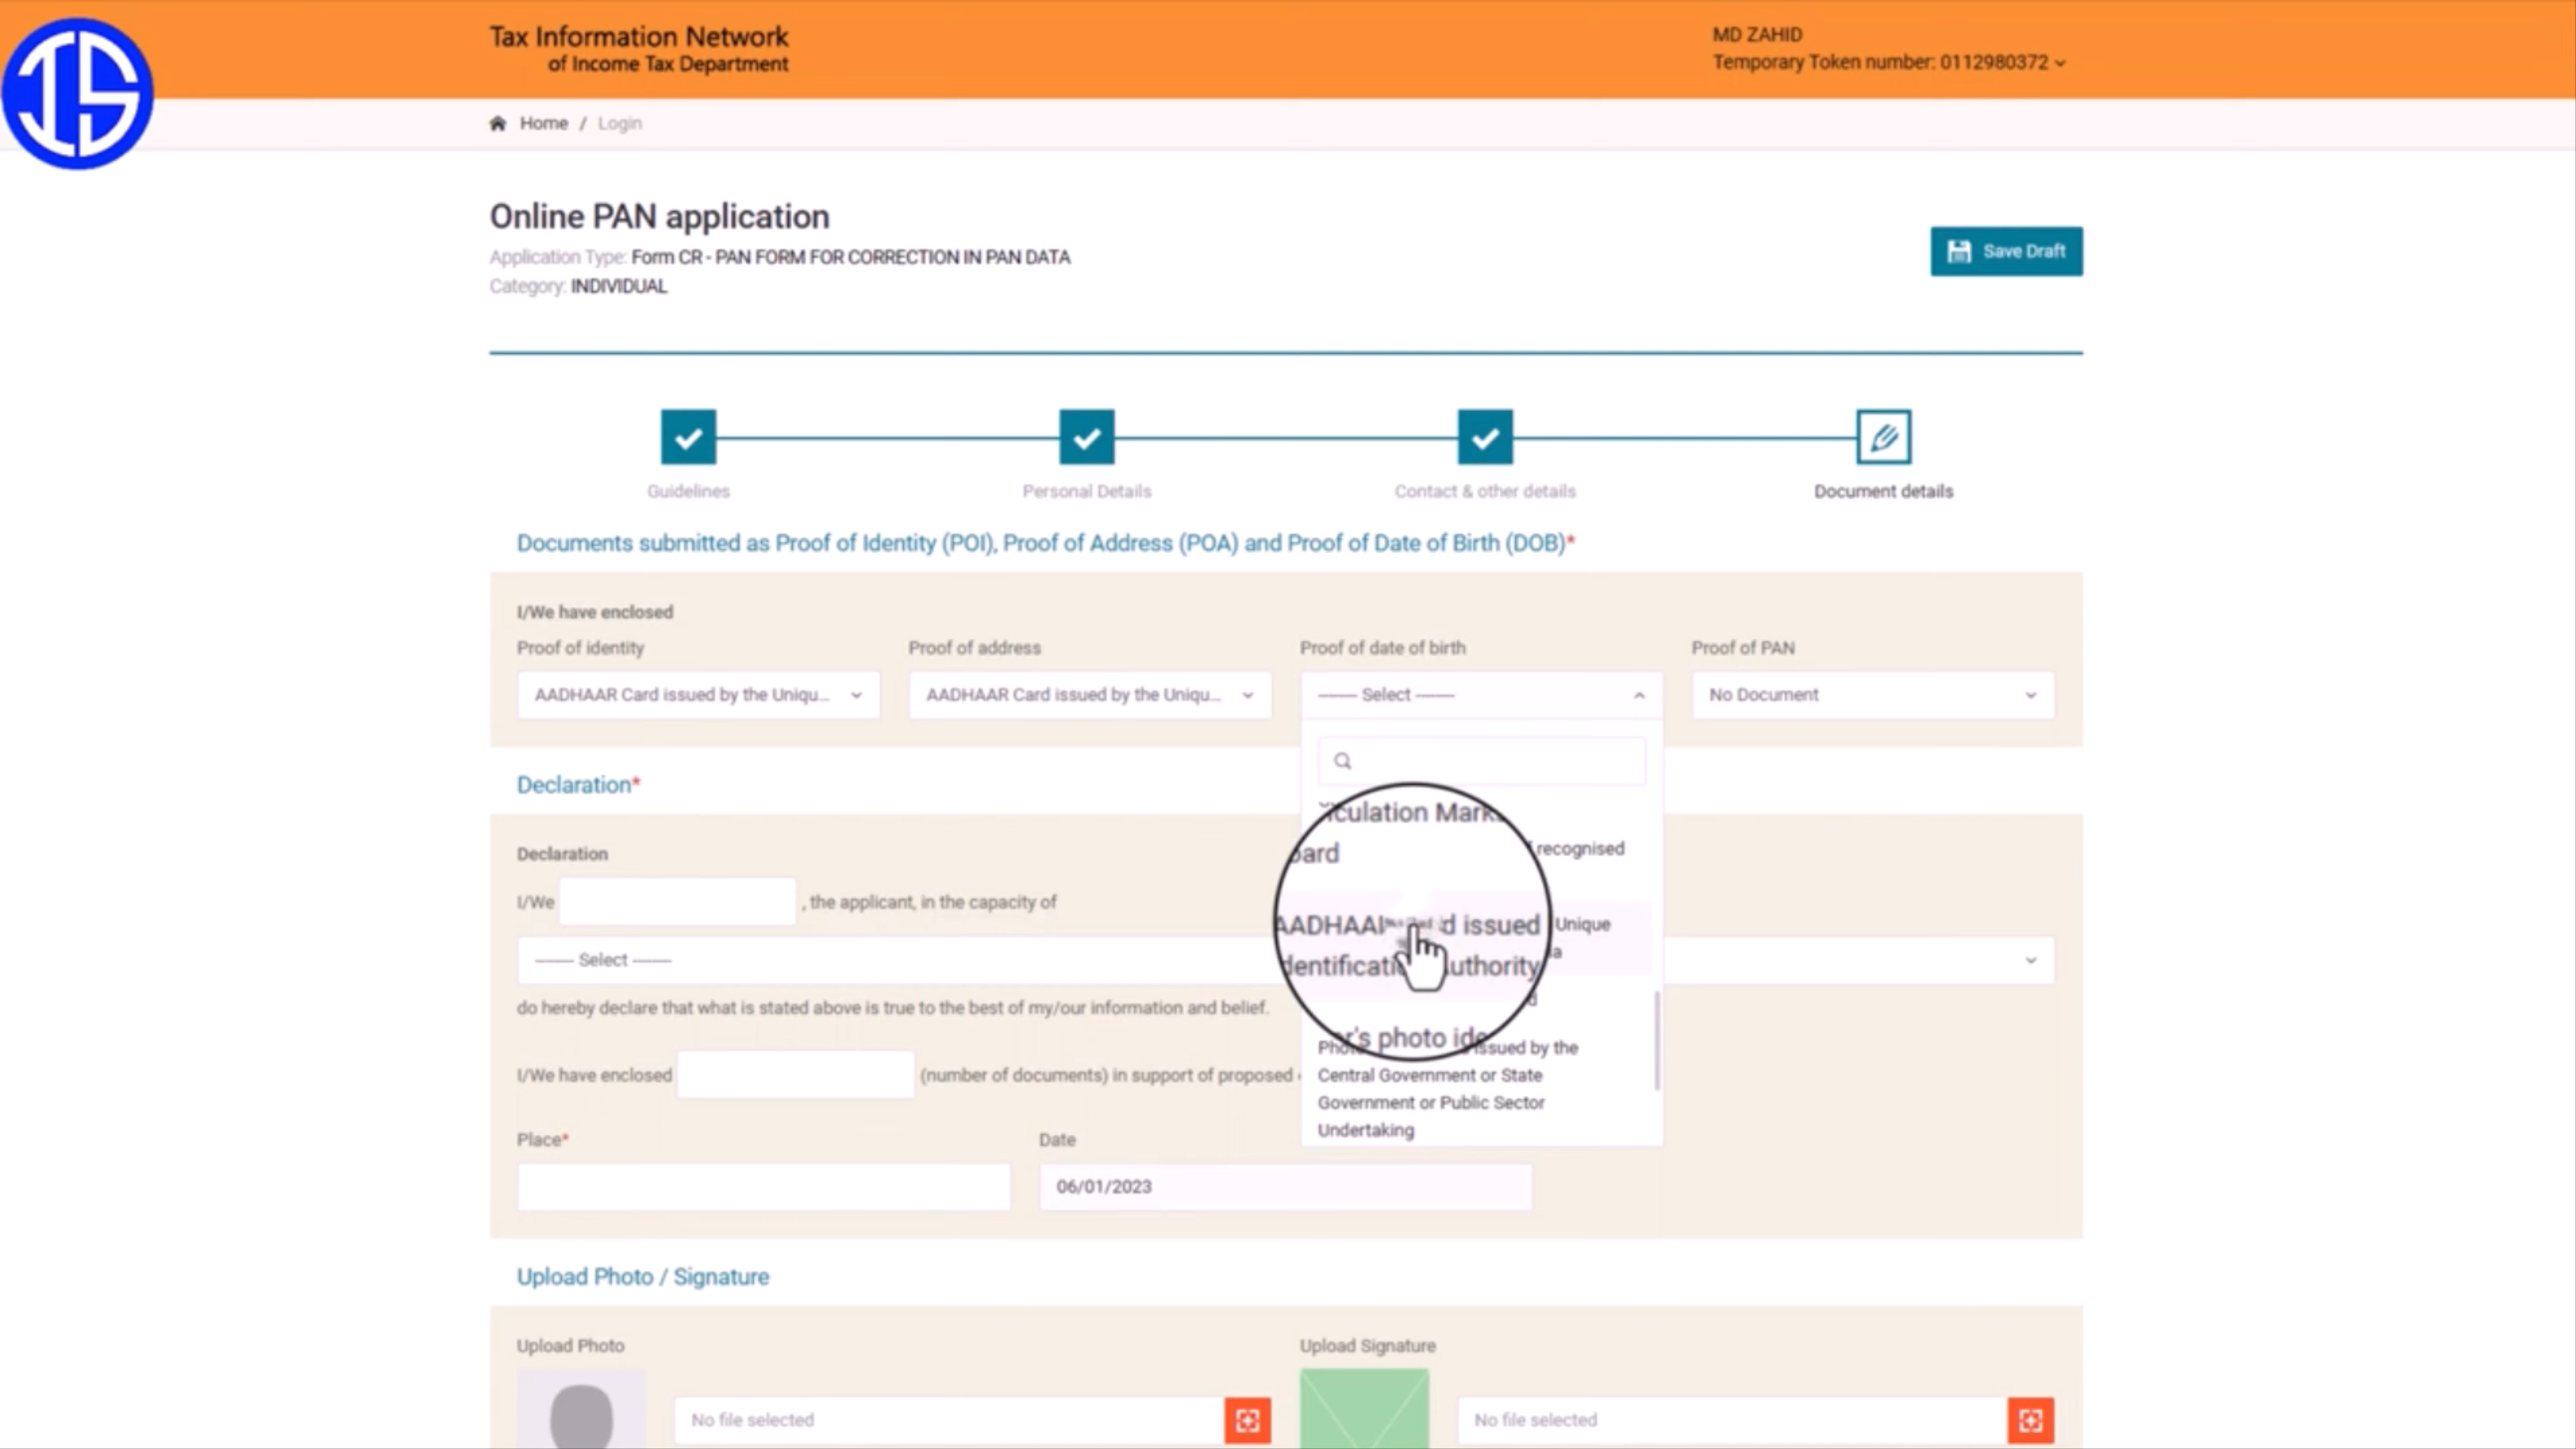 Tax Information Network
of Income Tax Department
MD ZAHID
Temporary Token number: 0112980372
Home / Login
Online PAN application
Application Type: Form CR - PAN FORM FOR CORRECTION IN PAN DATA
Category: INDIVIDUAL
Save Draft
Guidelines
Personal Details
Contact & other details
Document details
Documents submitted as Proof of Identity (POI), Proof of Address (POA) and Proof of Date of Birth (DOB)*
I/We have enclosed
Proof of identity
Proof of address
Proof of date of birth
Proof of PAN
AADHAAR Card issued by the Uniqu...
AADHAAR Card issued by the Uniqu...
------- Select -------
No Document
culation Mark
recognised
issued
Unique
photo
issued by the
Central Government or State
Government or Public Sector
Undertaking
Declaration*
Declaration
I/We , the applicant, in the capacity of
------- Select -------
do hereby declare that what is stated above is true to the best of my/our information and belief.
I/We have enclosed (number of documents) in support of proposed
Place*
Date
06/01/2023
Upload Photo / Signature
Upload Photo
Upload Signature
No file selected
No file selected